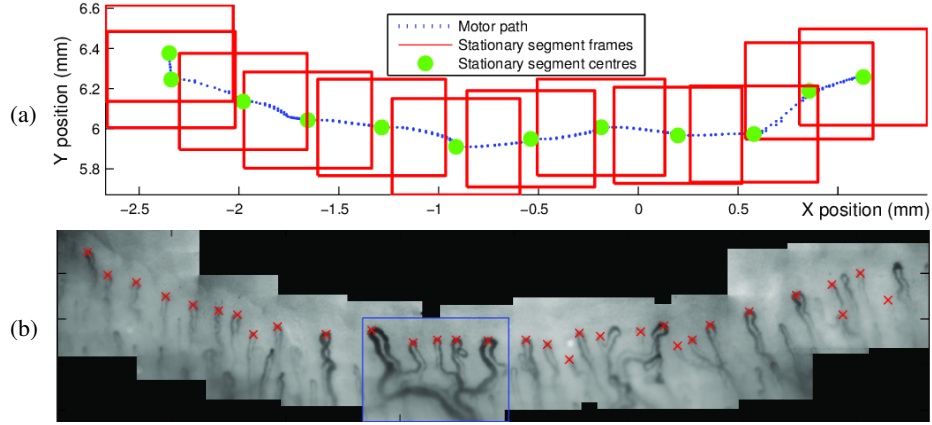 (a)
Y position (mm)
6.6
6.4
6.2
6
5.8
Motor path
Stationary segment frames
Stationary segment centres
−2.5
−2
−1.5
−1
−0.5
0
0.5
X position (mm)
(b)